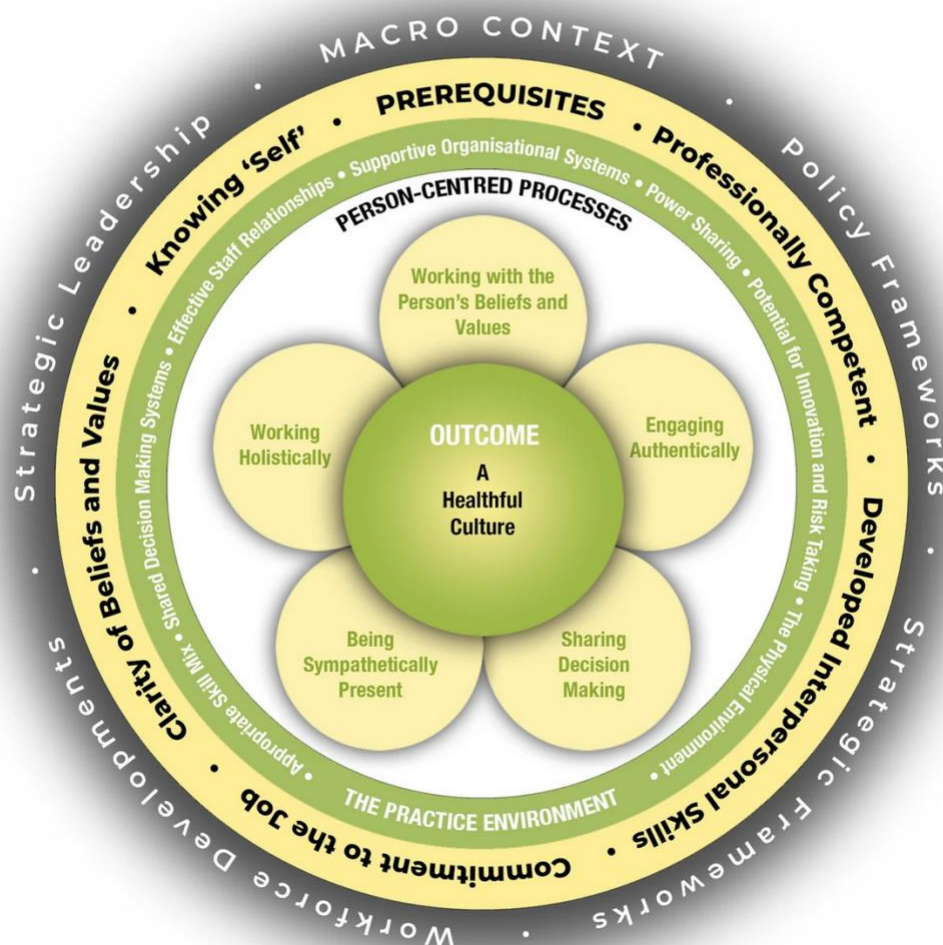 MACRO CONTEXT
Policy Frameworks
Strategic Frameworks
Workforce Developments
Strategic Leadership
PREREQUISITES
Professionally Competent
Developed Interpersonal Skills
Commitment to the Job
Clarity of Beliefs and Values
Knowing ‘Self’
THE PRACTICE ENVIRONMENT
Appropriate Skill Mix • Shared Decision Making Systems • Effective Staff Relationships • Supportive Organisational Systems • Power Sharing • Potential for Innovation and Risk Taking • The Physical Environment
PERSON-CENTRED PROCESSES
Working with the
Person’s Beliefs and
Values
Engaging
Authentically
Sharing
Decision
Making
Being
Sympathetically
Present
Working
Holistically
OUTCOME
A
Healthful
Culture